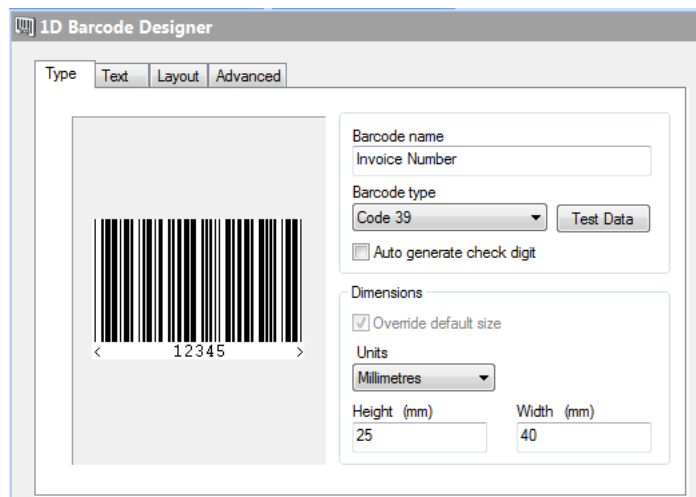 1D Barcode Designer
Type Text Layout Advanced
Barcode name
Invoice Number
Barcode type
Code 39 Test Data
Auto generate check digit
< 12345 >
Dimensions
Override default size
Units
Millimetres
Height (mm) Width (mm)
25 40